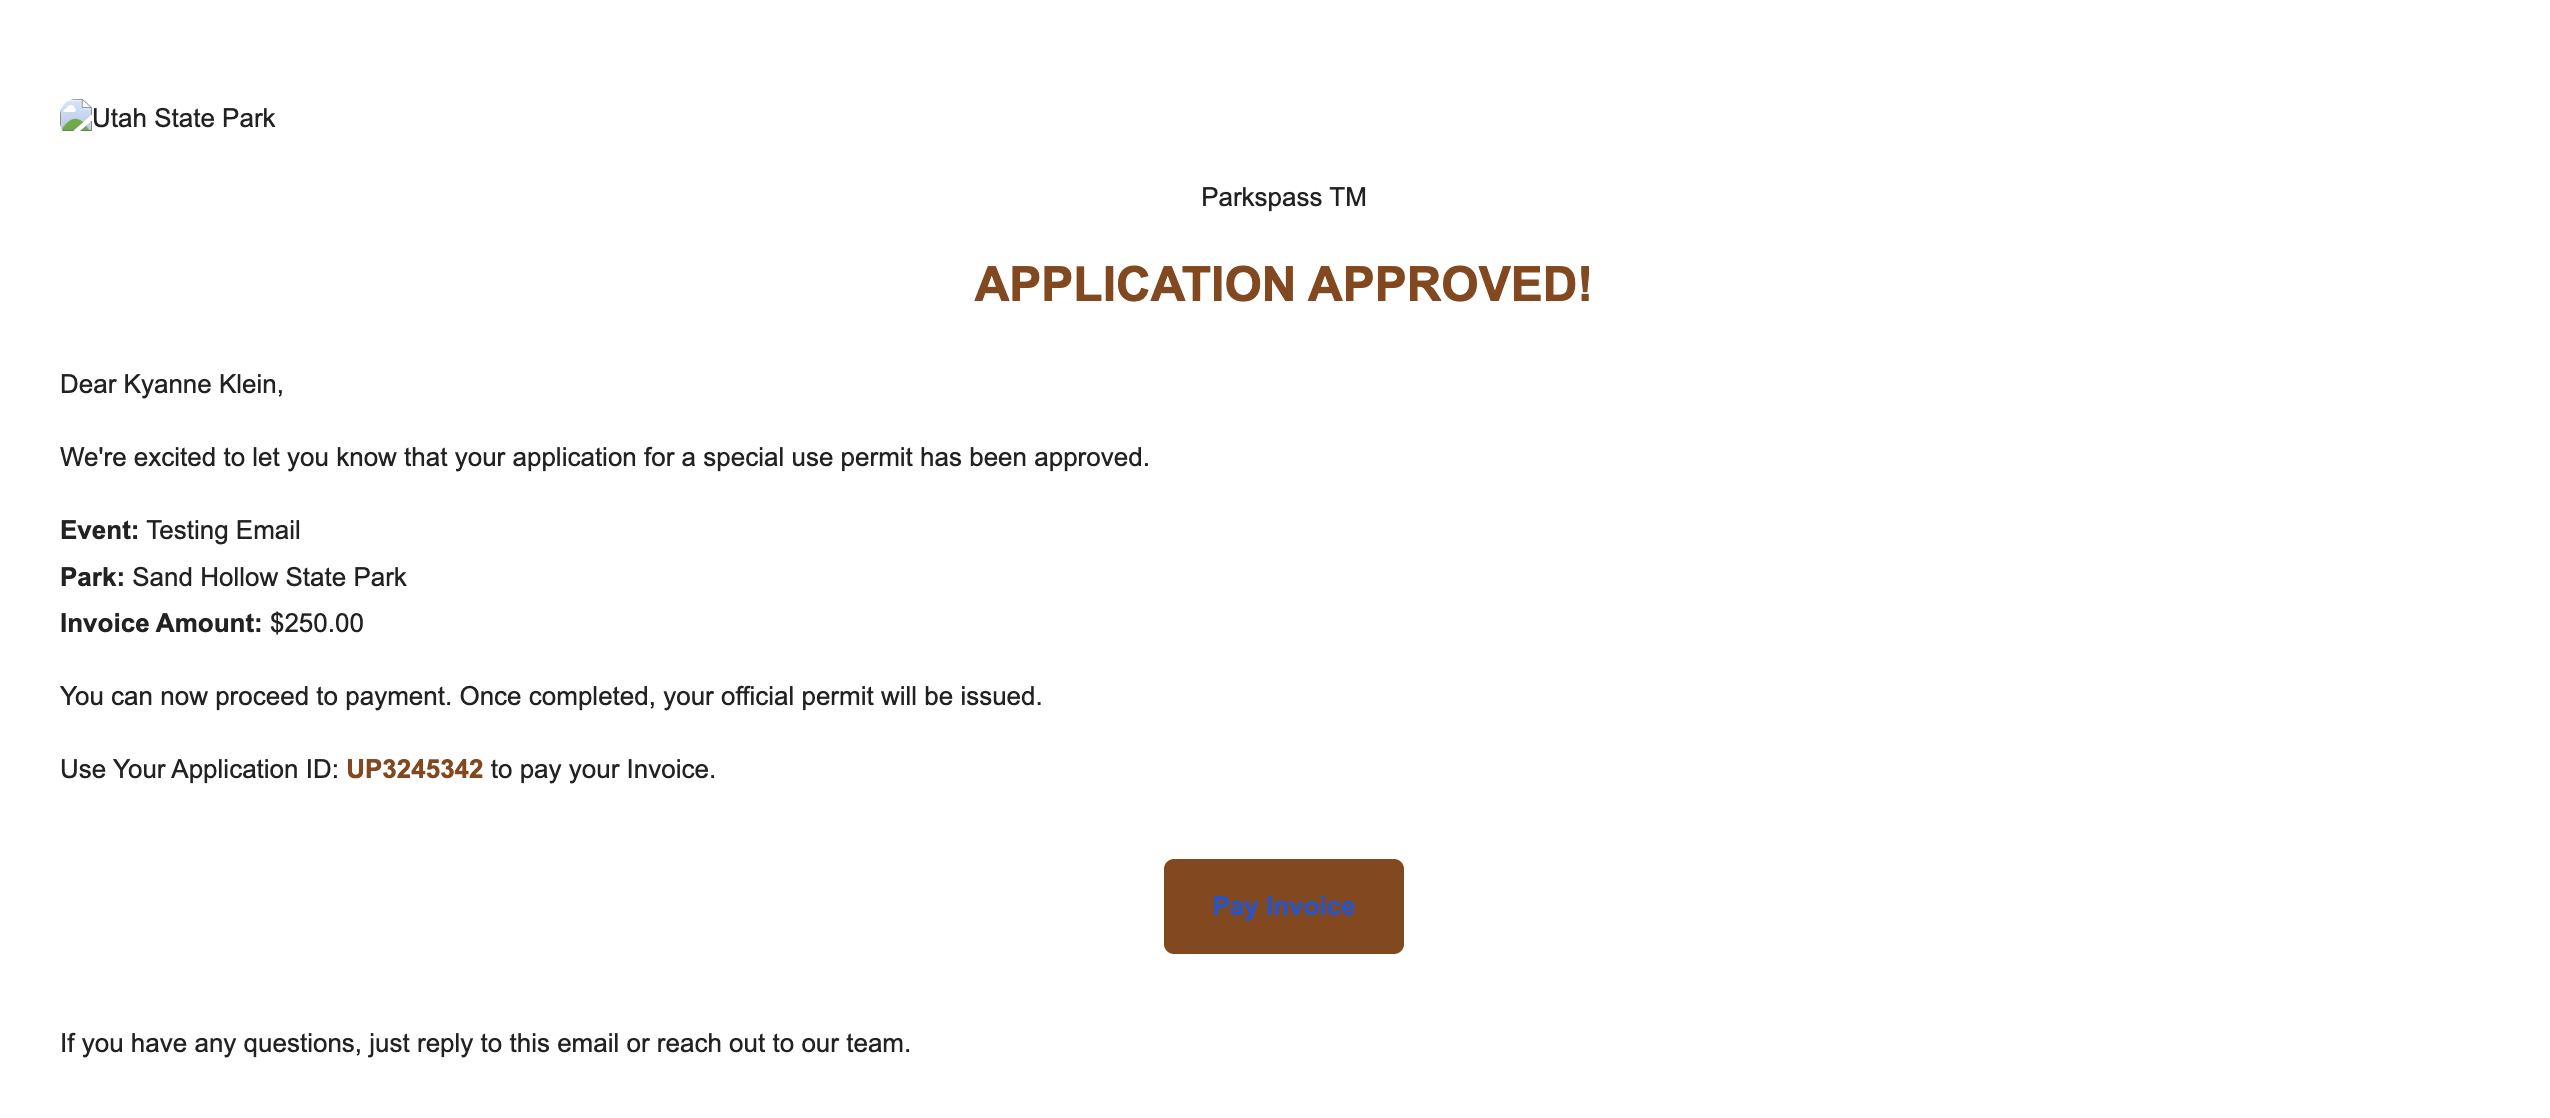 Utah State Park
Parkspass TM
APPLICATION APPROVED!
Dear Kyanne Klein,
We're excited to let you know that your application for a special use permit has been approved.
Event: Testing Email
Park: Sand Hollow State Park
Invoice Amount: $250.00
You can now proceed to payment. Once completed, your official permit will be issued.
Use Your Application ID: UP3245342 to pay your Invoice.
Pay Invoice
If you have any questions, just reply to this email or reach out to our team.